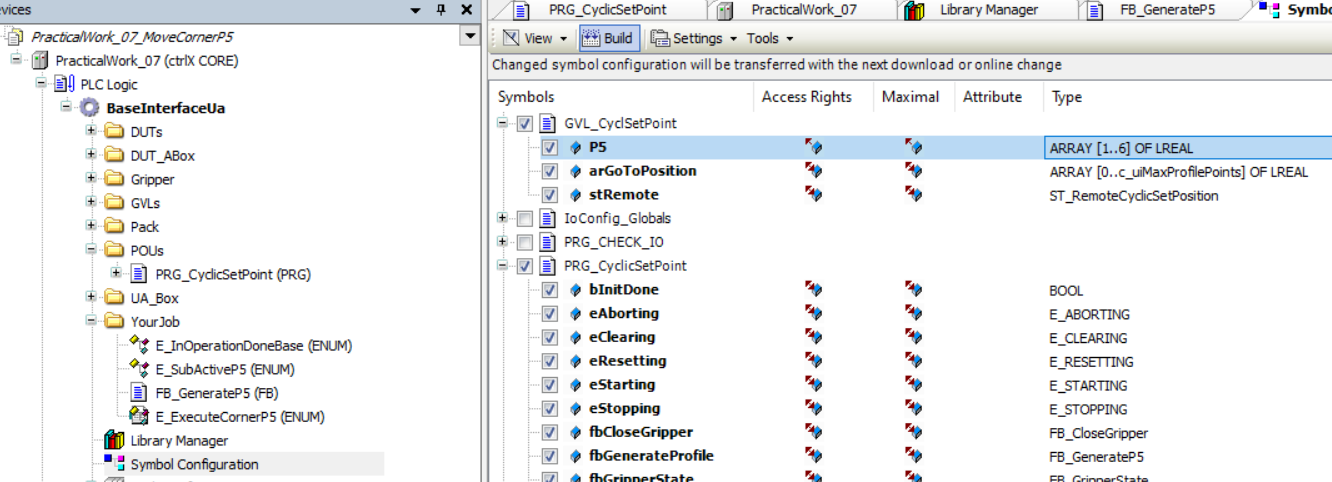 evices
PracticalWork_07_MoveCornerP5
PracticalWork_07 (ctrlX CORE)
PLC Logic
BaseInterfaceUa
DUTs
DUT_ABox
Gripper
GVLs
Pack
POUs
PRG_CyclicSetPoint (PRG)
UA_Box
YourJob
E_InOperationDoneBase (ENUM)
E_SubActiveP5 (ENUM)
FB_GenerateP5 (FB)
E_ExecuteCornerP5 (ENUM)
Library Manager
Symbol Configuration
PRG_CyclicSetPoint PracticalWork_07 Library Manager FB_GenerateP5 Symbo
View Build Settings Tools
Changed symbol configuration will be transferred with the next download or online change
Symbols Access Rights Maximal Attribute Type
GVL_CyclSetPoint
P5 ARRAY [1..6] OF LREAL
arGoToPosition ARRAY [0..c_uiMaxProfilePoints] OF LREAL
stRemote ST_RemoteCyclicSetPosition
IoConfig_Globals
PRG_CHECK_IO
PRG_CyclicSetPoint
bInitDone BOOL
eAborting E_ABORTING
eClearing E_CLEARING
eResetting E_RESETTING
eStarting E_STARTING
eStopping E_STOPPING
fbCloseGripper FB_CloseGripper
fbGenerateProfile FB_GenerateP5
fbGripperState FB_GripperState